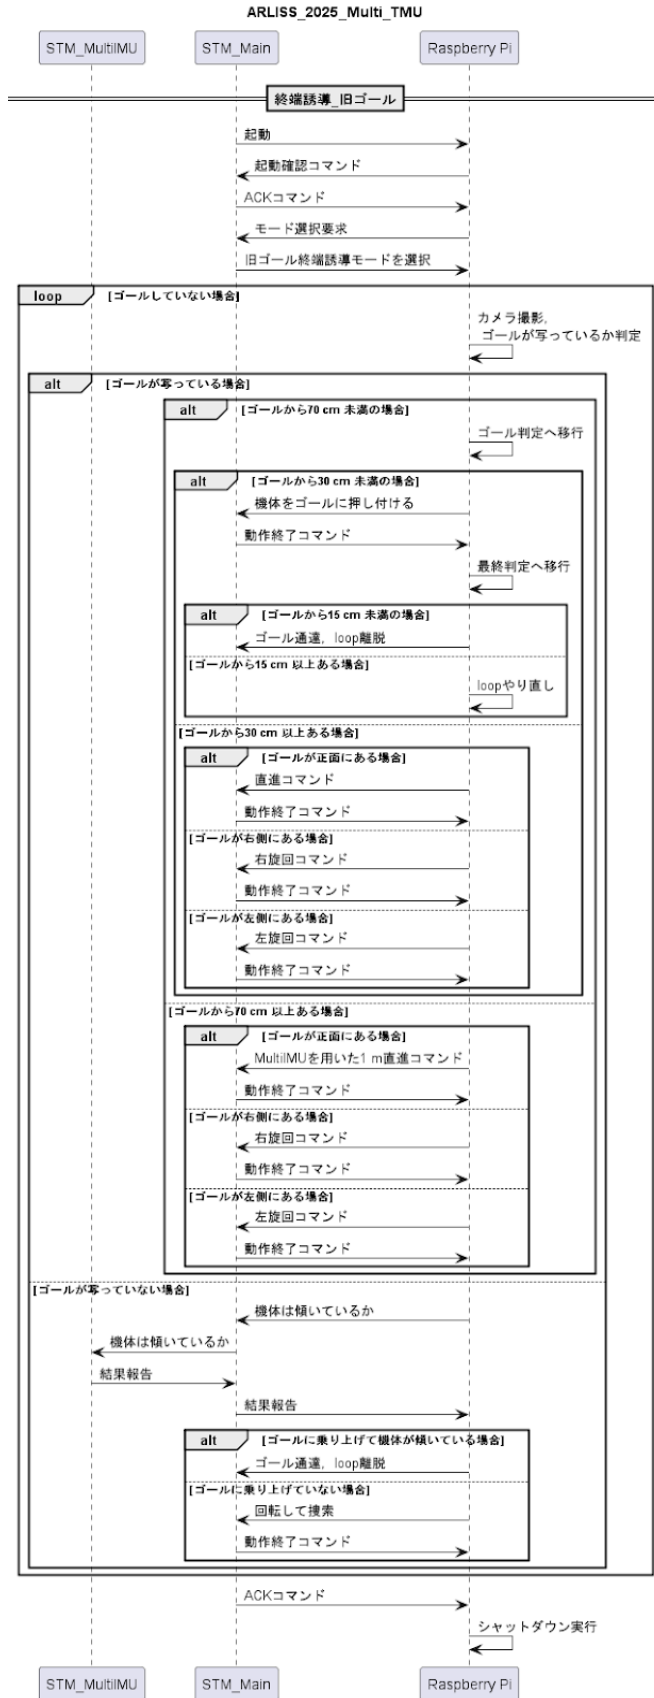 ARLISS_2025_Multi_TMU
STM_MultiIMU STM_Main Raspberry Pi
終端誘導_旧ゴール
起動
起動確認コマンド
ACKコマンド
モード選択要求
旧ゴール終端誘導モードを選択
loop [ゴールしていない場合]
カメラ撮影,
ゴールが写っているか判定
alt [ゴールが写っている場合]
alt [ゴールから70 cm 未満の場合]
ゴール判定へ移行
alt [ゴールから30 cm 未満の場合]
機体をゴールに押し付ける
動作終了コマンド
最終判定へ移行
alt [ゴールから15 cm 未満の場合]
ゴール通達, loop離脱
[ゴールから15 cm 以上ある場合]
loopやり直し
[ゴールから30 cm 以上ある場合]
alt [ゴールが正面にある場合]
直進コマンド
動作終了コマンド
[ゴールが右側にある場合]
右旋回コマンド
動作終了コマンド
[ゴールが左側にある場合]
左旋回コマンド
動作終了コマンド
[ゴールから70 cm 以上ある場合]
alt [ゴールが正面にある場合]
MultiIMUを用いた1 m直進コマンド
動作終了コマンド
[ゴールが右側にある場合]
右旋回コマンド
動作終了コマンド
[ゴールが左側にある場合]
左旋回コマンド
動作終了コマンド
[ゴールが写っていない場合]
機体は傾いているか
機体は傾いているか
結果報告
結果報告
alt [ゴールに乗り上げて機体が傾いている場合]
ゴール通達, loop離脱
[ゴールに乗り上げていない場合]
回転して捜索
動作終了コマンド
ACKコマンド
シャットダウン実行
STM_MultiIMU STM_Main Raspberry Pi